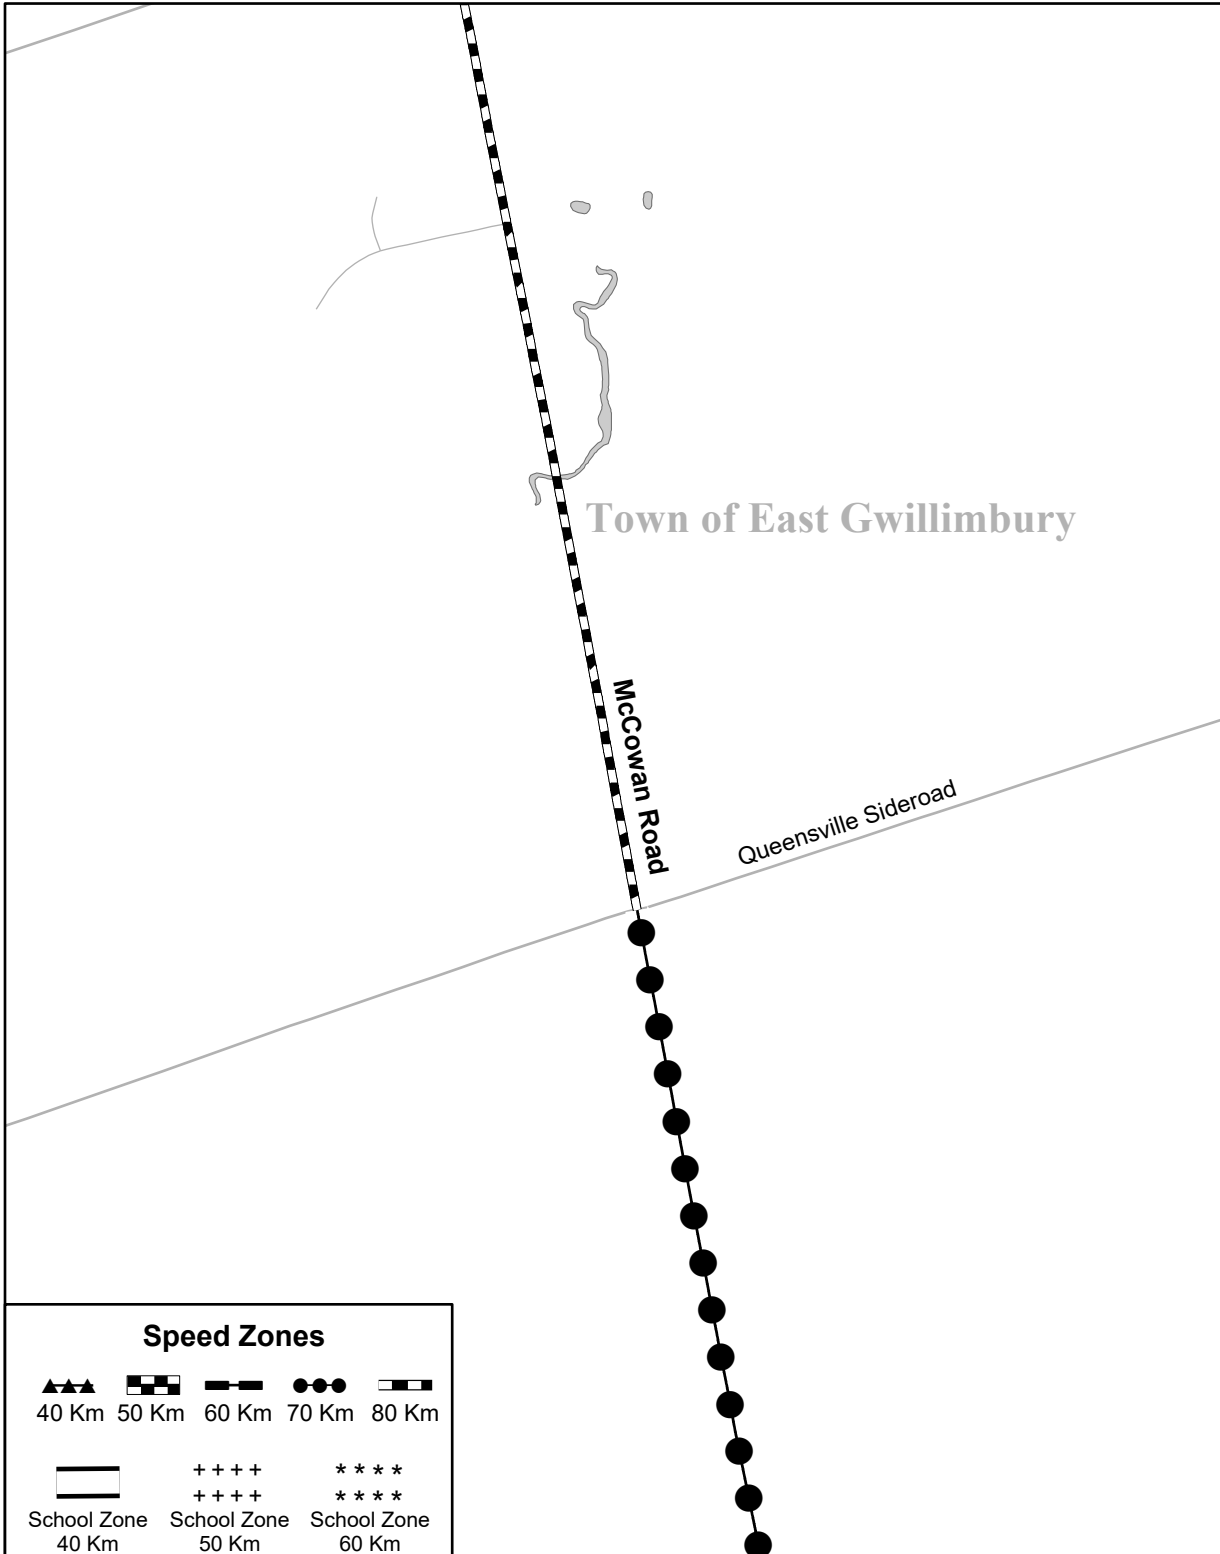 Town of East Gwillimbury
McCowan Road
Queensville Sideroad
Speed Zones
40 Km 50 Km 60 Km 70 Km 80 Km
School Zone School Zone School Zone
40 Km 50 Km 60 Km